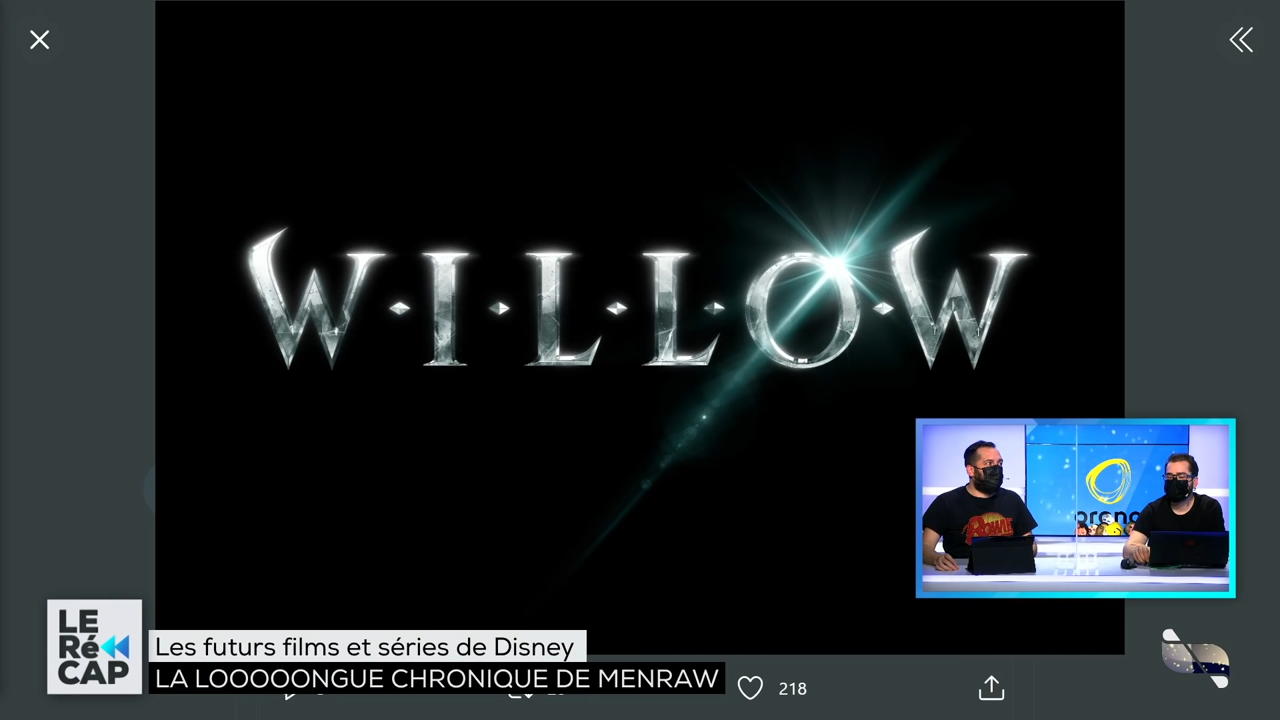 W·I·L·L·O·W
LE
Ré
CAP
Les futurs films et séries de Disney
LA LOOOOONGUE CHRONIQUE DE MENRAW
218